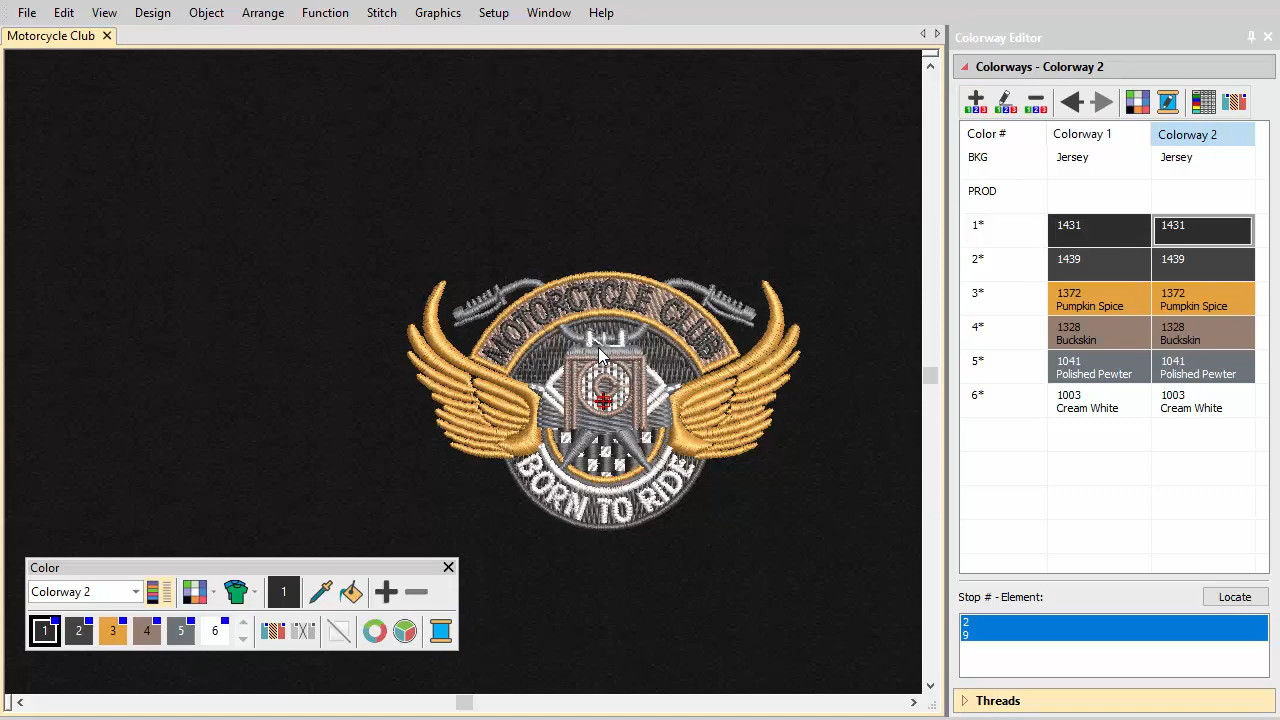 File Edit View Design Object Arrange Function Stitch Graphics Setup Window Help
Motorcycle Club
Colorway Editor
Colorways - Colorway 2
Color # Colorway 1 Colorway 2
BKG Jersey Jersey
PROD
1* 1431 1431
2* 1439 1439
3* 1372 1372
Pumpkin Spice Pumpkin Spice
4* 1328 1328
Buckskin Buckskin
5* 1041 1041
Polished Pewter Polished Pewter
6* 1003 1003
Cream White Cream White
MOTORCYCLE CLUB
BORN TO RIDE
Color
Colorway 2 1
1 2 3 4 5 6
Stop # - Element: Locate
2
9
Threads